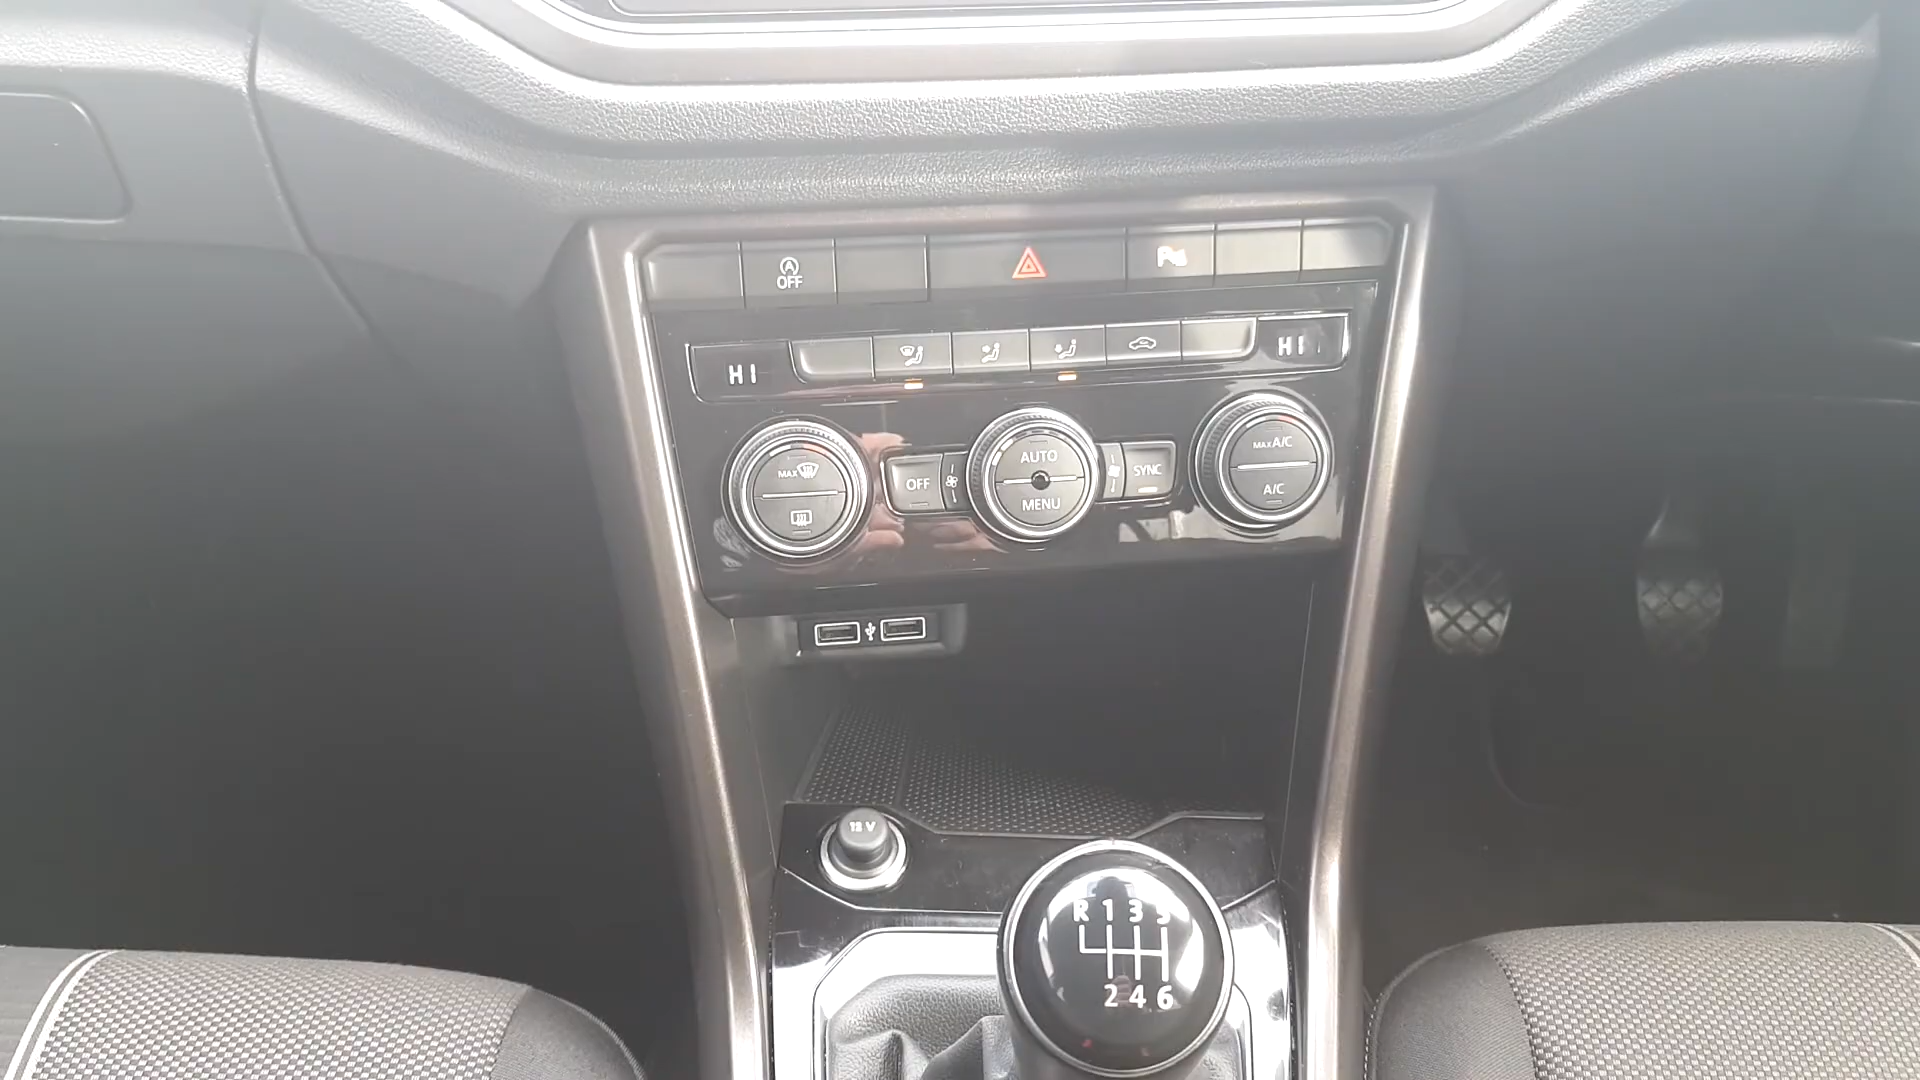 A
OFF
P
HI
HI
MAX
OFF
AUTO
MENU
SYNC
MAX A/C
A/C
12 V
R 1 3 5
2 4 6